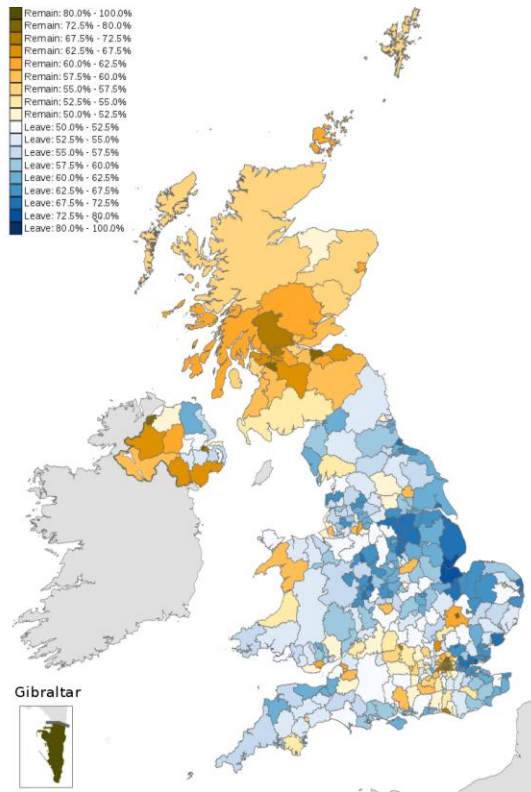 Remain: 80.0% - 100.0%
Remain: 72.5% - 80.0%
Remain: 67.5% - 72.5%
Remain: 62.5% - 67.5%
Remain: 60.0% - 62.5%
Remain: 57.5% - 60.0%
Remain: 55.0% - 57.5%
Remain: 52.5% - 55.0%
Remain: 50.0% - 52.5%
Leave: 50.0% - 52.5%
Leave: 52.5% - 55.0%
Leave: 55.0% - 57.5%
Leave: 57.5% - 60.0%
Leave: 60.0% - 62.5%
Leave: 62.5% - 67.5%
Leave: 67.5% - 72.5%
Leave: 72.5% - 80.0%
Leave: 80.0% - 100.0%
Gibraltar